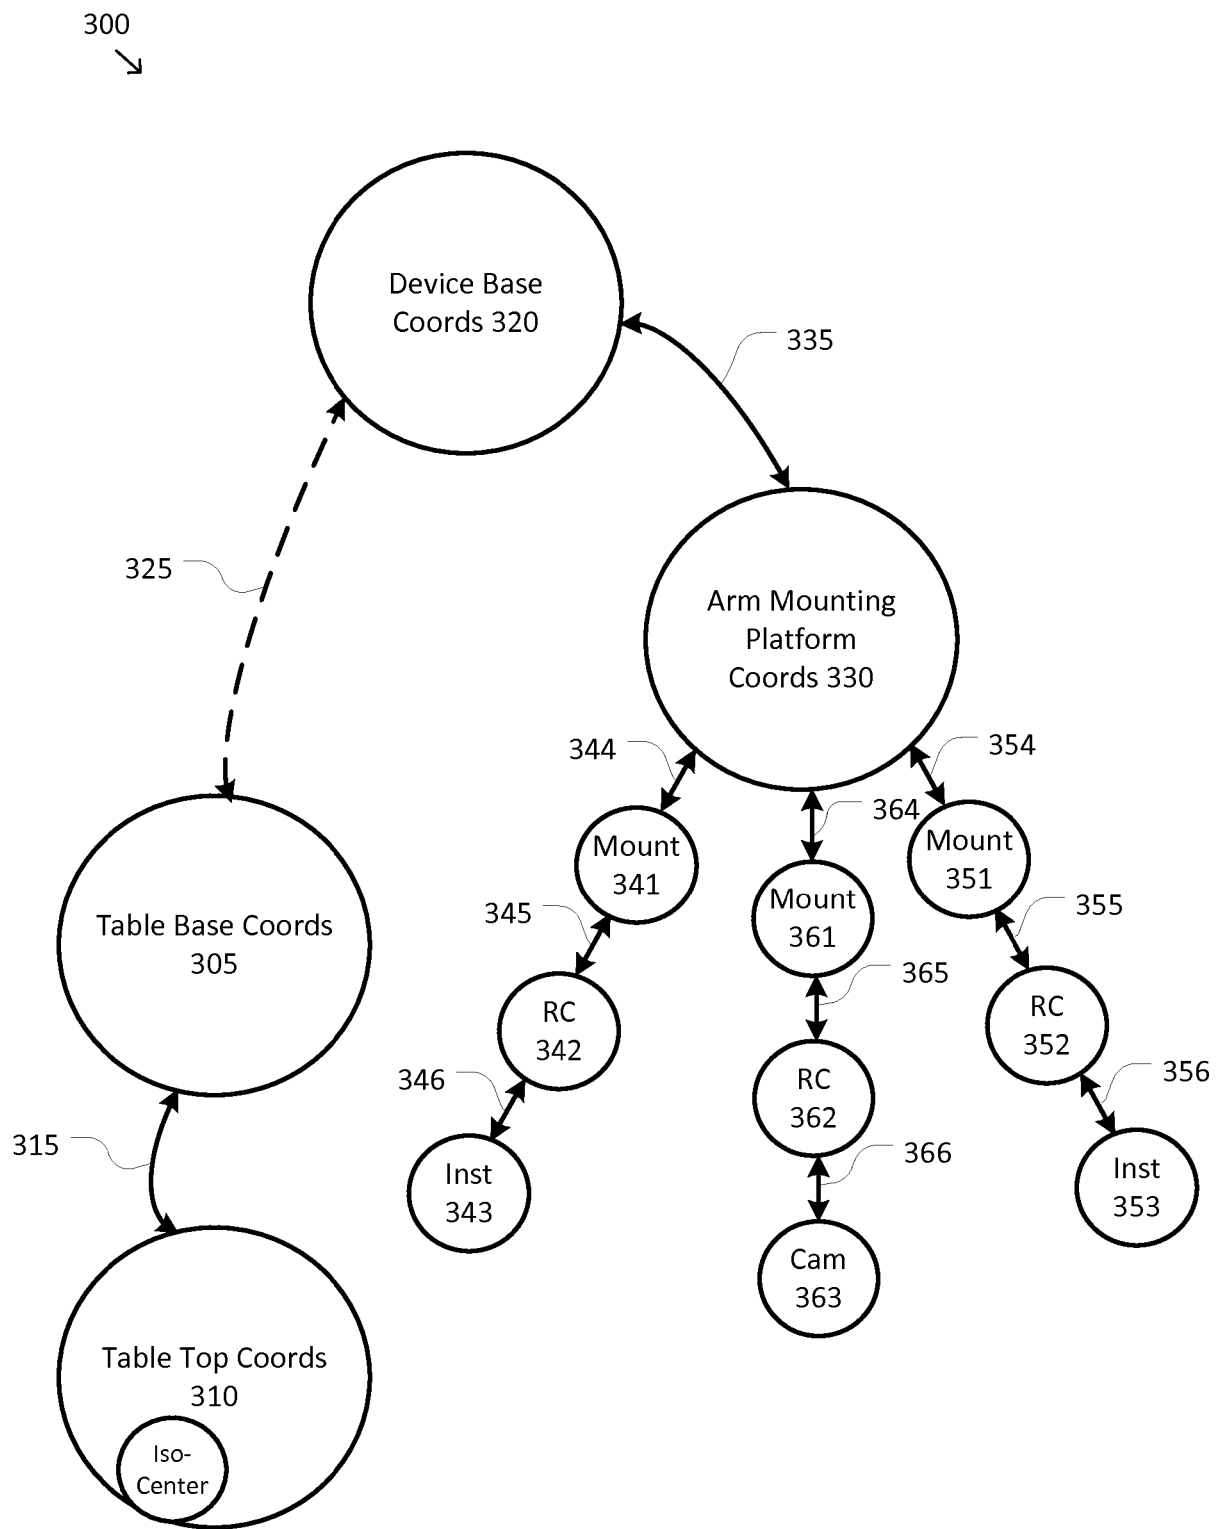 300
Device Base
Coords 320
335
325
Arm Mounting
Platform
Coords 330
344
354
364
Mount
341
Mount
351
Mount
361
345
355
365
RC
342
RC
352
RC
362
346
356
366
315
Inst
343
Inst
353
Cam
363
Table Base Coords
305
Table Top Coords
310
Iso-
Center